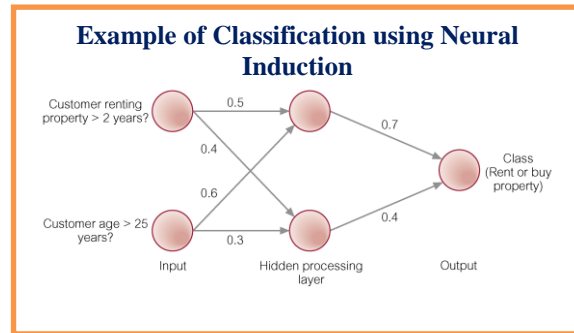 Example of Classification using Neural
Induction
Customer renting
property > 2 years?
0.5
0.7
0.4
Class
(Rent or buy
property)
0.6
Customer age > 25
years?
0.3
0.4
Input
Hidden processing
layer
Output